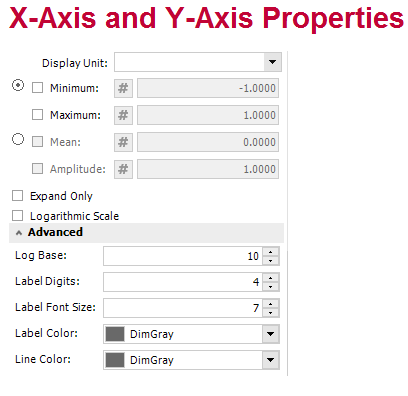 X-Axis and Y-Axis Properties
Display Unit:
Minimum: # -1.0000
Maximum: # 1.0000
Mean: # 0.0000
Amplitude: # 1.0000
Expand Only
Logarithmic Scale
Advanced
Log Base: 10
Label Digits: 4
Label Font Size: 7
Label Color: DimGray
Line Color: DimGray